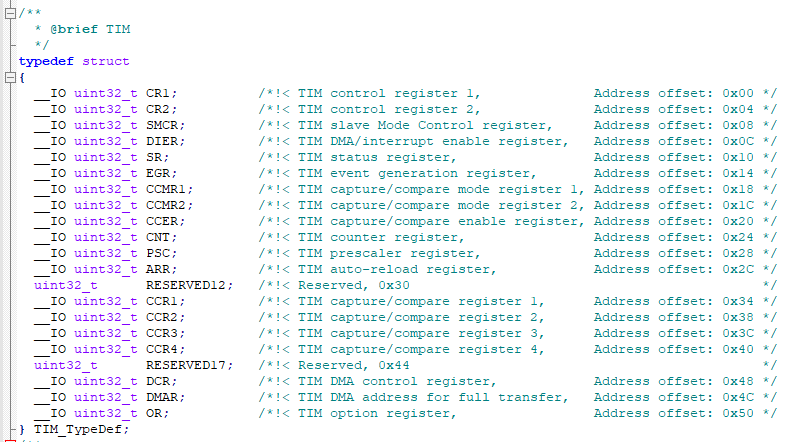 /**
  * @brief TIM
  */
typedef struct
{
  __IO uint32_t CR1;          /*!< TIM control register 1,              Address offset: 0x00 */
  __IO uint32_t CR2;          /*!< TIM control register 2,              Address offset: 0x04 */
  __IO uint32_t SMCR;         /*!< TIM slave Mode Control register,     Address offset: 0x08 */
  __IO uint32_t DIER;         /*!< TIM DMA/interrupt enable register,   Address offset: 0x0C */
  __IO uint32_t SR;           /*!< TIM status register,                 Address offset: 0x10 */
  __IO uint32_t EGR;          /*!< TIM event generation register,       Address offset: 0x14 */
  __IO uint32_t CCMR1;        /*!< TIM capture/compare mode register 1, Address offset: 0x18 */
  __IO uint32_t CCMR2;        /*!< TIM capture/compare mode register 2, Address offset: 0x1C */
  __IO uint32_t CCER;         /*!< TIM capture/compare enable register, Address offset: 0x20 */
  __IO uint32_t CNT;          /*!< TIM counter register,                Address offset: 0x24 */
  __IO uint32_t PSC;          /*!< TIM prescaler register,              Address offset: 0x28 */
  __IO uint32_t ARR;          /*!< TIM auto-reload register,            Address offset: 0x2C */
  uint32_t      RESERVED12;   /*!< Reserved, 0x30                                            */
  __IO uint32_t CCR1;         /*!< TIM capture/compare register 1,      Address offset: 0x34 */
  __IO uint32_t CCR2;         /*!< TIM capture/compare register 2,      Address offset: 0x38 */
  __IO uint32_t CCR3;         /*!< TIM capture/compare register 3,      Address offset: 0x3C */
  __IO uint32_t CCR4;         /*!< TIM capture/compare register 4,      Address offset: 0x40 */
  uint32_t      RESERVED17;   /*!< Reserved, 0x44                                            */
  __IO uint32_t DCR;          /*!< TIM DMA control register,            Address offset: 0x48 */
  __IO uint32_t DMAR;         /*!< TIM DMA address for full transfer,   Address offset: 0x4C */
  __IO uint32_t OR;           /*!< TIM option register,                 Address offset: 0x50 */
} TIM_TypeDef;